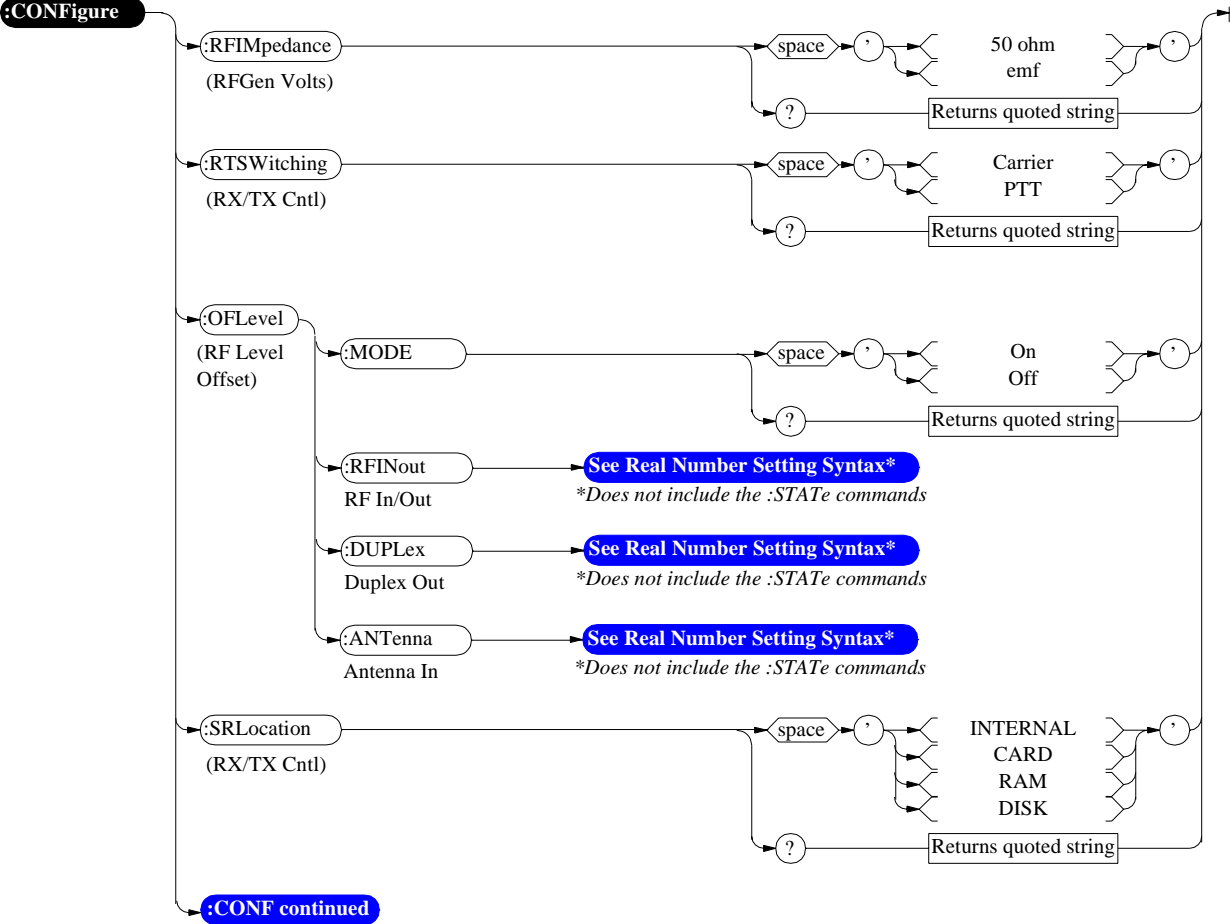 :CONFigure
:RFIMpedance
(RFGen Volts)
space
'
50 ohm
emf
'
?
Returns quoted string
:RTSWitching
(RX/TX Cntl)
space
'
Carrier
PTT
'
?
Returns quoted string
:OFLevel
(RF Level
Offset)
:MODE
space
'
On
Off
'
?
Returns quoted string
:RFINout
RF In/Out
See Real Number Setting Syntax*
*Does not include the :STATe commands
:DUPLex
Duplex Out
See Real Number Setting Syntax*
*Does not include the :STATe commands
:ANTenna
Antenna In
See Real Number Setting Syntax*
*Does not include the :STATe commands
:SRLocation
(RX/TX Cntl)
space
'
INTERNAL
CARD
RAM
DISK
'
?
Returns quoted string
:CONF continued